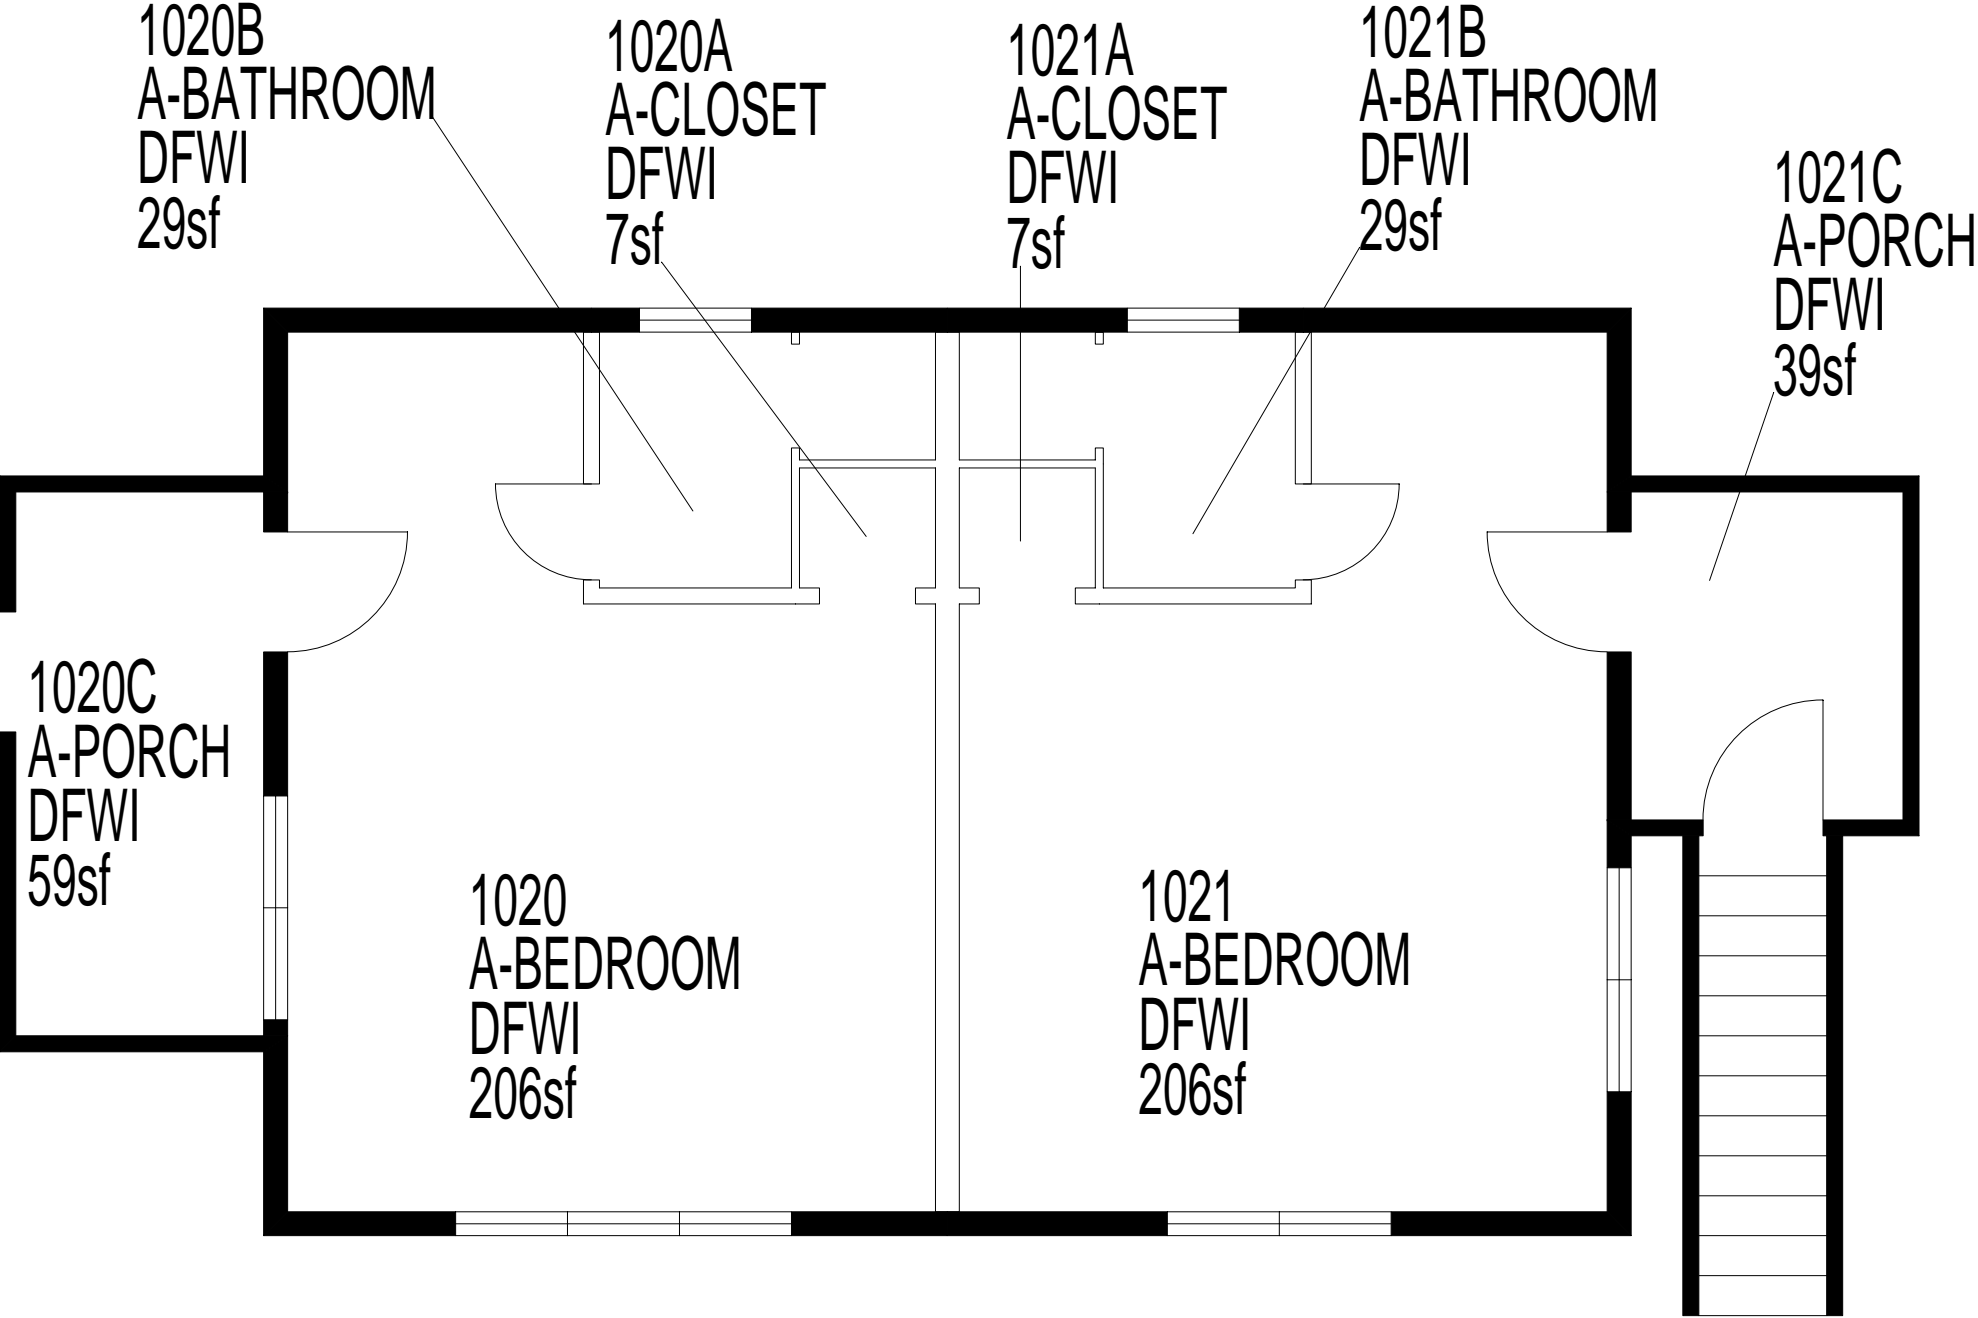 1020B
A-BATHROOM
DFWI
29sf
1020A
A-CLOSET
DFWI
7sf
1021A
A-CLOSET
DFWI
7sf
1021B
A-BATHROOM
DFWI
29sf
1021C
A-PORCH
DFWI
39sf
1020C
A-PORCH
DFWI
59sf
1020
A-BEDROOM
DFWI
206sf
1021
A-BEDROOM
DFWI
206sf